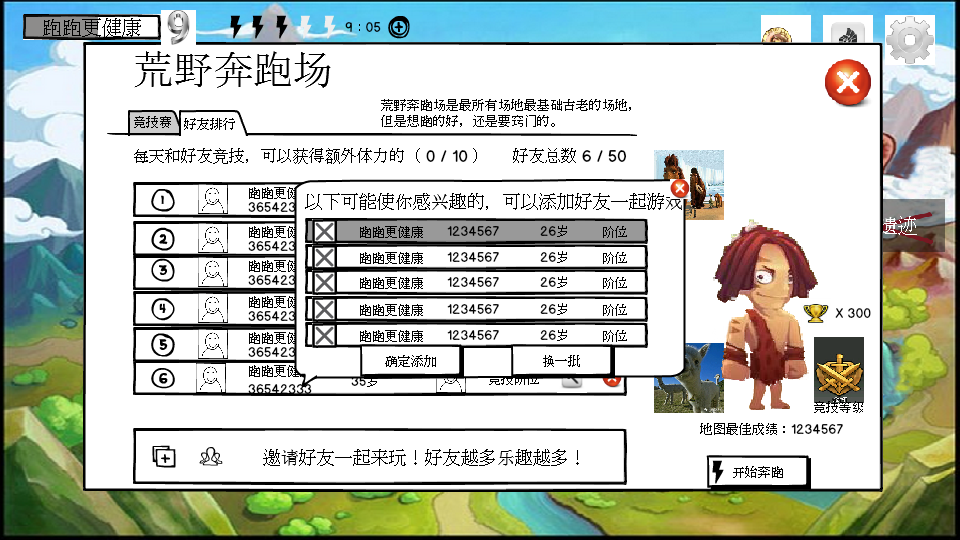 跑跑更健康
9
9：05
荒野奔跑场
荒野奔跑场是最所有场地最基础古老的场地，
但是想跑的好，还是要窍门的。
竞技赛
好友排行
每天和好友竞技，可以获得额外体力的（ 0 / 10 ）
好友总数 6 / 50
以下可能使你感兴趣的，可以添加好友一起游戏
跑跑更健康 1234567 26岁 阶位
跑跑更健康 1234567 26岁 阶位
跑跑更健康 1234567 26岁 阶位
跑跑更健康 1234567 26岁 阶位
跑跑更健康 1234567 26岁 阶位
确定添加
换一批
1 跑跑更健
365423
2 跑跑更健
365423
3 跑跑更健
365423
4 跑跑更健
365423
5 跑跑更健
365423
6 跑跑更健
36542333
35岁
竞技阶位
遗迹
X 300
竞技等级
地图最佳成绩：1234567
邀请好友一起来玩！好友越多乐趣越多！
开始奔跑